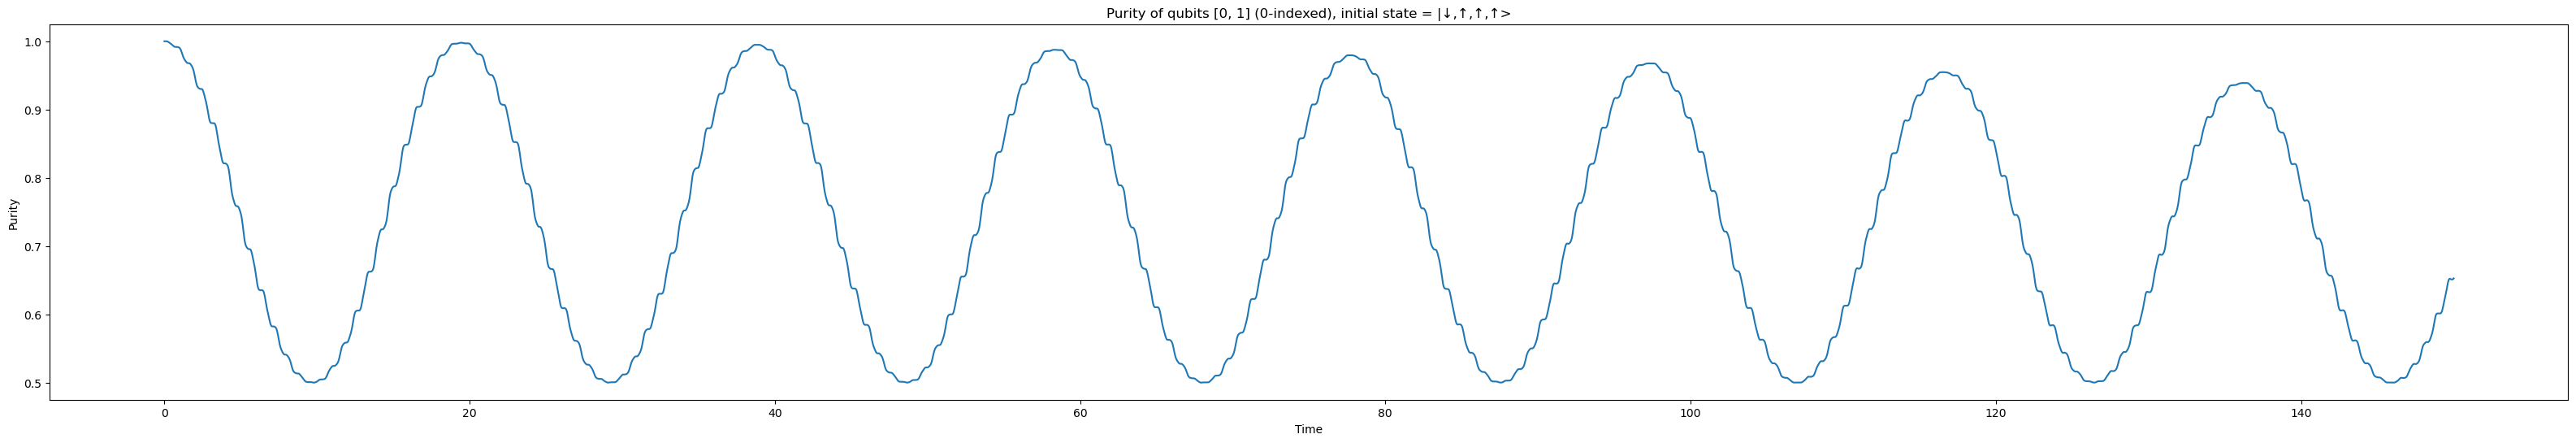 Purity of qubits [0, 1] (0-indexed), initial state = |↓,↑,↑,↑>
1.0
0.9
0.8
0.7
0.6
0.5
Purity
0 20 40 60 80 100 120 140
Time